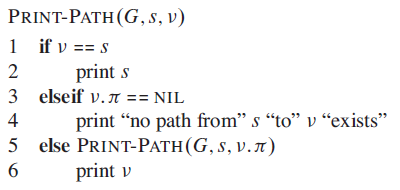 PRINT-PATH(G, s, v)
1 if v == s
2 print s
3 elseif v.π == NIL
4 print “no path from” s “to” v “exists”
5 else PRINT-PATH(G, s, v.π)
6 print v